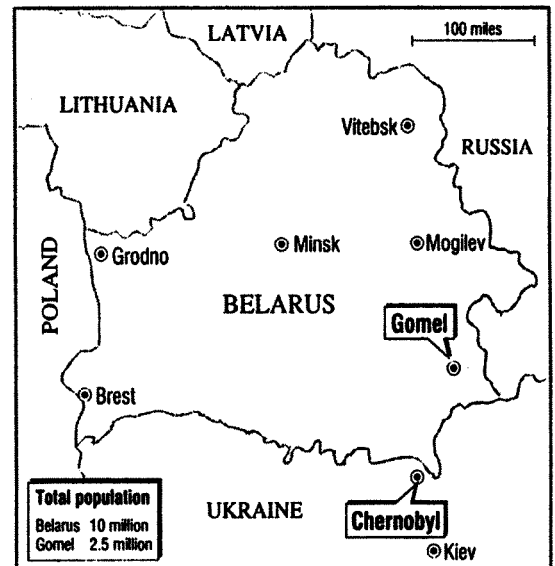 LATVIA
100 miles
LITHUANIA
Vitebsk
RUSSIA
POLAND
Grodno
Minsk
Mogilev
BELARUS
Gomel
Brest
Total population
Belarus 10 million
Gomel 2.5 million
UKRAINE
Chernobyl
Kiev